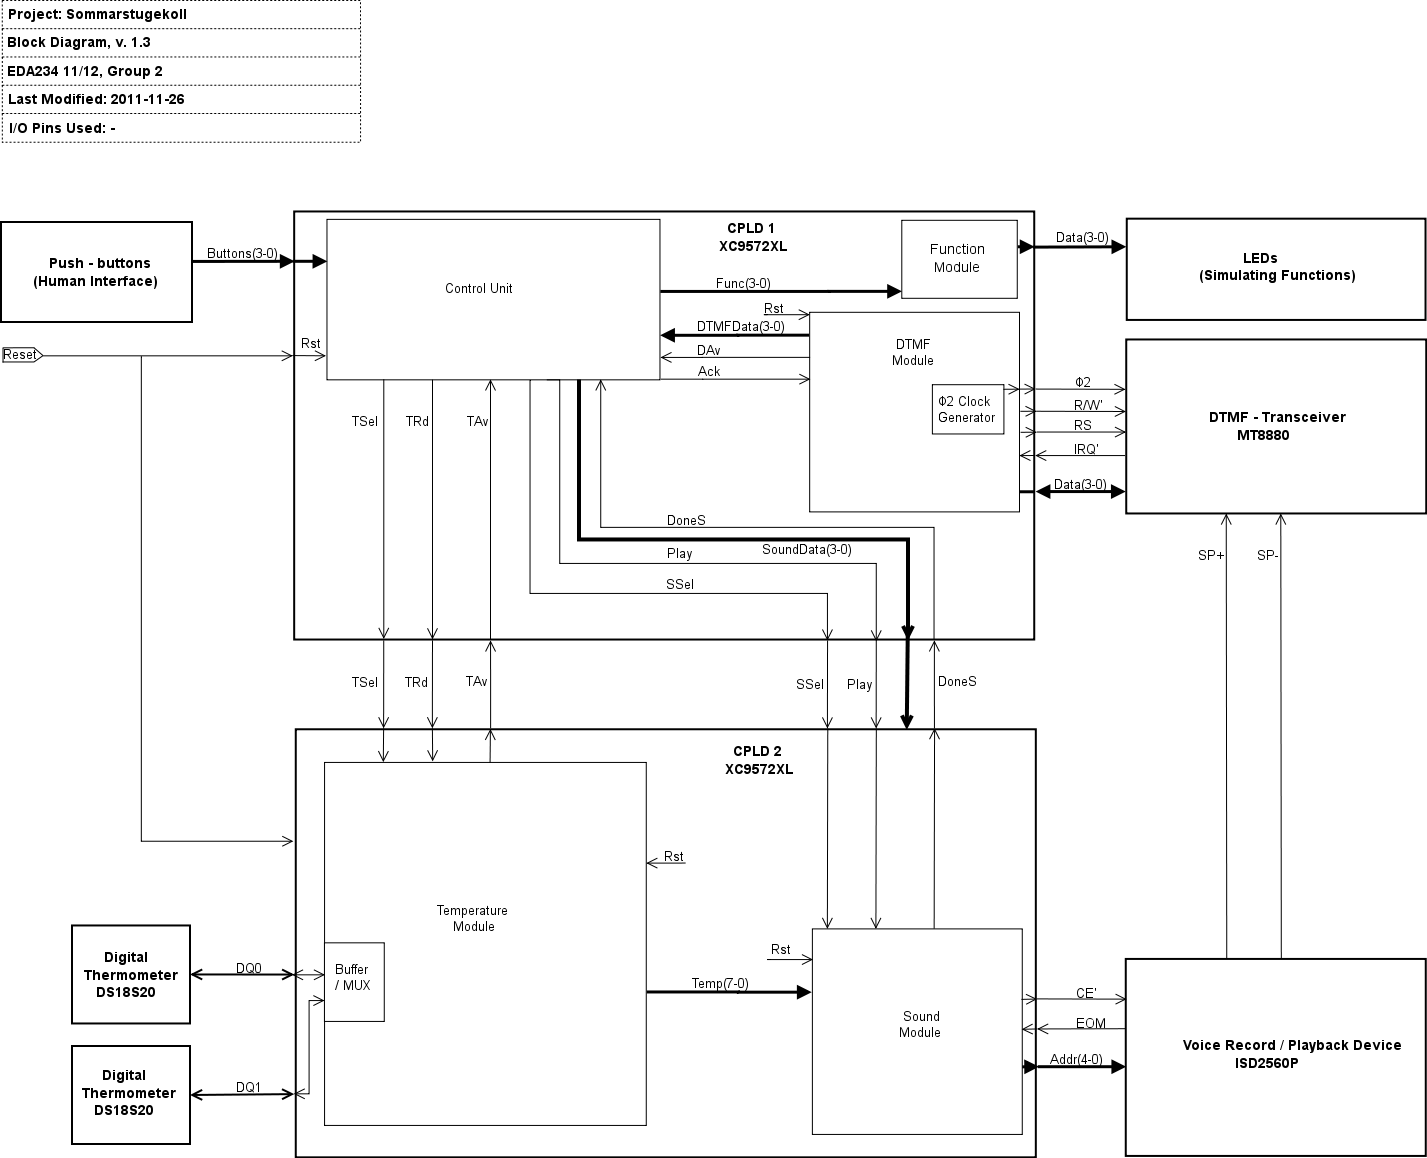 Project: Sommarstugekoll
Block Diagram, v. 1.3
EDA234 11/12, Group 2
Last Modified: 2011-11-26
I/O Pins Used: -
Push - buttons
(Human Interface)
Buttons(3-0)
Reset
Rst
Control Unit
CPLD 1
XC9572XL
Function
Module
Func(3-0)
Data(3-0)
LEDs
(Simulating Functions)
Rst
DTMFData(3-0)
DAv
Ack
DTMF
Module
Φ2 Clock
Generator
Φ2
R/W'
RS
IRQ'
Data(3-0)
DTMF - Transceiver
MT8880
TSel
TRd
TAv
DoneS
SoundData(3-0)
Play
SSel
SP+
SP-
TSel
TRd
TAv
SSel
Play
DoneS
CPLD 2
XC9572XL
Rst
Temperature
Module
Buffer
/ MUX
Digital
Thermometer
DS18S20
DQ0
Digital
Thermometer
DS18S20
DQ1
Rst
Temp(7-0)
Sound
Module
CE'
EOM
Addr(4-0)
Voice Record / Playback Device
ISD2560P